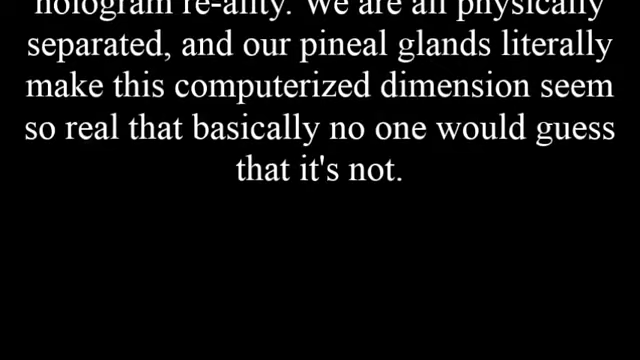 hologram re-ality. We are all physically
separated, and our pineal glands literally
make this computerized dimension seem
so real that basically no one would guess
that it's not.